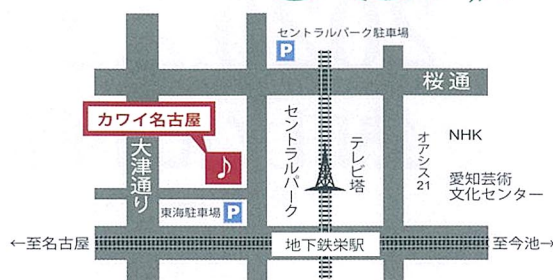 セントラルパーク駐車場
P
桜通
カワイ名古屋
大津通り
セントラルパーク
テレビ塔
オアシス21
NHK
愛知芸術
文化センター
東海駐車場 P
←至名古屋
地下鉄栄駅
至今池→